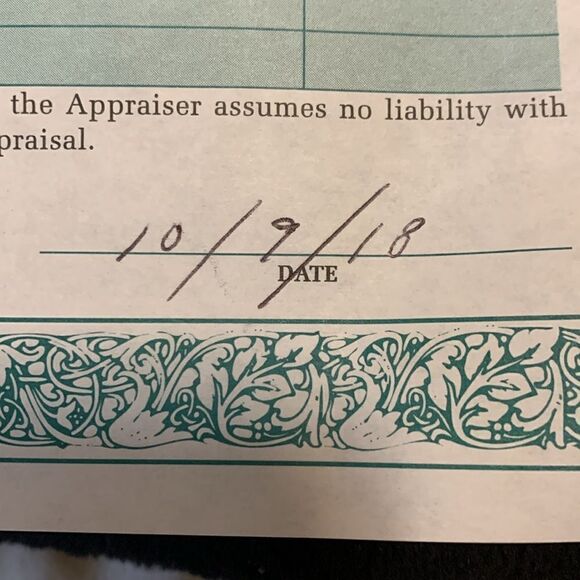 the Appraiser assumes no liability with
praisal.
10/9/18
DATE